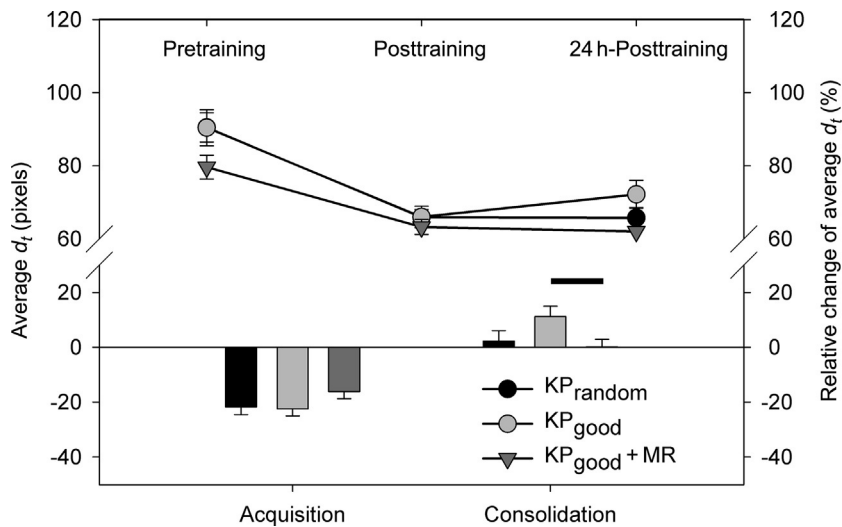 120
100
80
60
20
0
-20
-40
Average dt (pixels)
Pretraining
Posttraining
24 h-Posttraining
120
100
80
60
20
0
-20
-40
Relative change of average dt (%)
KPrandom
KPgood
KPgood + MR
Acquisition
Consolidation